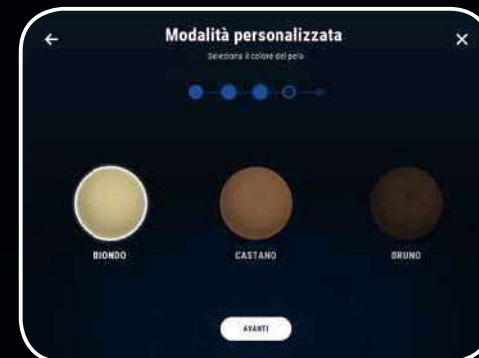 Modalità personalizzata
Seleziona il colore del pelo
BIONDO
CASTANO
BRUNO
AVANTI